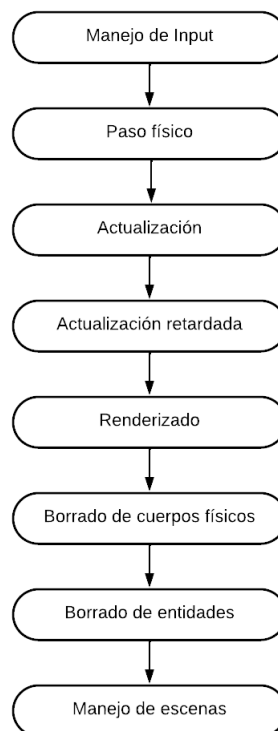 Manejo de Input
Paso físico
Actualización
Actualización retardada
Renderizado
Borrado de cuerpos físicos
Borrado de entidades
Manejo de escenas